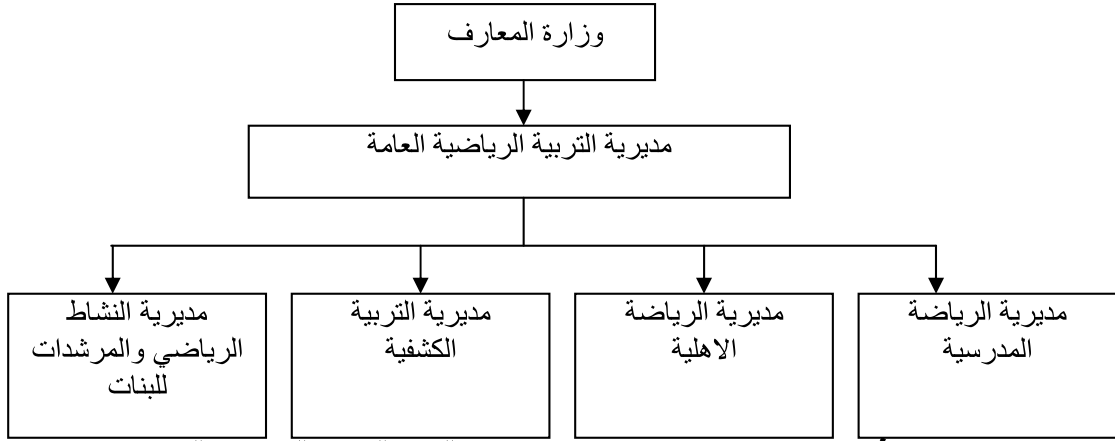 وزارة المعارف
مديرية التربية الرياضية العامة
مديرية الرياضة
المدرسية
مديرية الرياضة
الاهلية
مديرية التربية
الكشفية
مديرية النشاط
الرياضي والمرشدات
للبنات